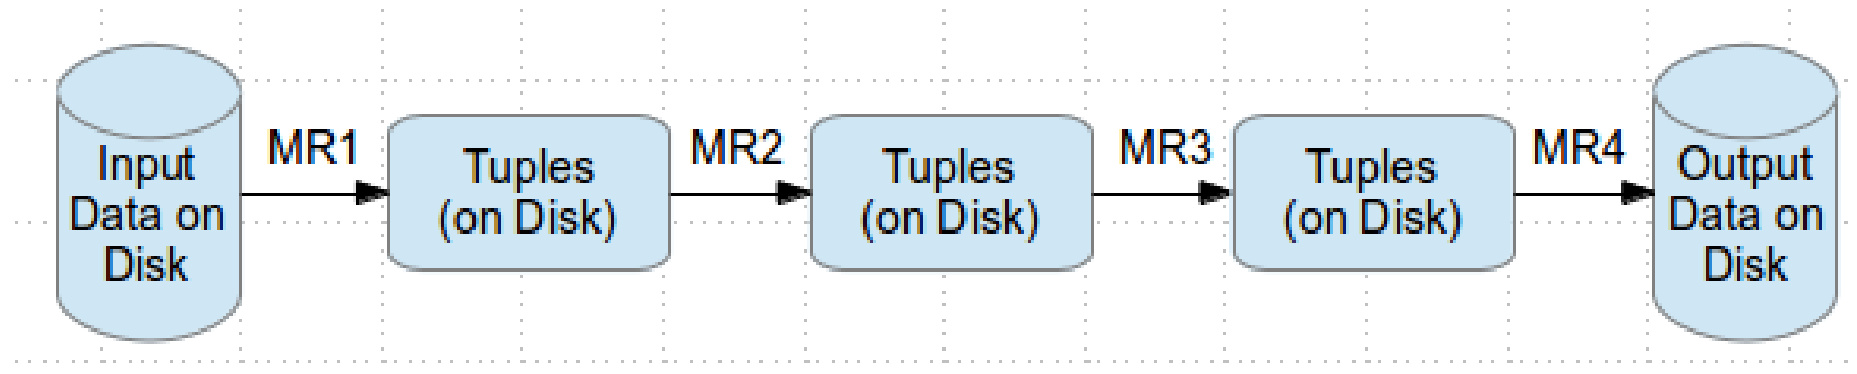 Input
Data on
Disk
MR1
Tuples
(on Disk)
MR2
Tuples
(on Disk)
MR3
Tuples
(on Disk)
MR4
Output
Data on
Disk